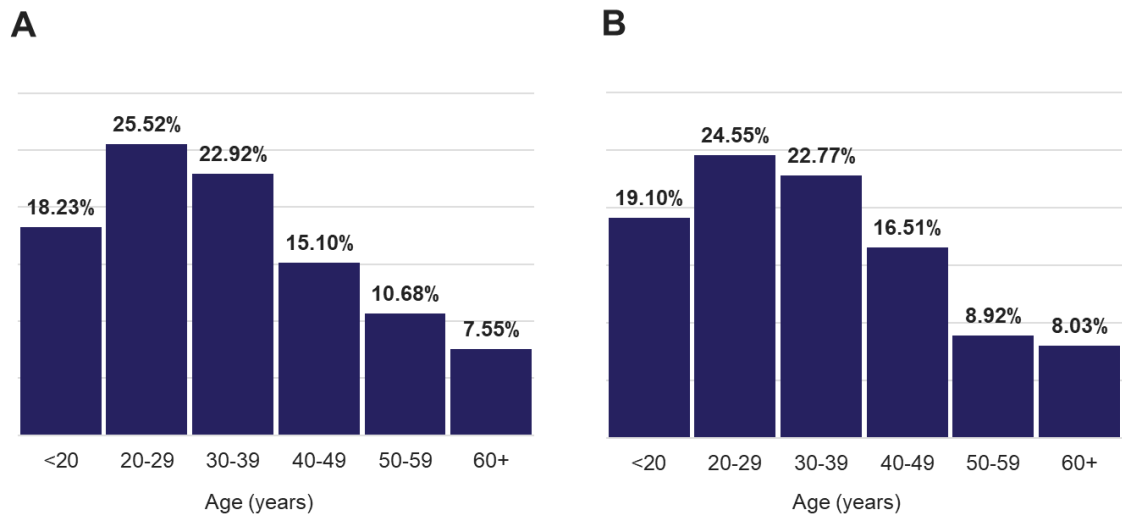 A
25.52%
22.92%
18.23%
15.10%
10.68%
7.55%
<20 20-29 30-39 40-49 50-59 60+
Age (years)
B
24.55%
22.77%
19.10%
16.51%
8.92%
8.03%
<20 20-29 30-39 40-49 50-59 60+
Age (years)